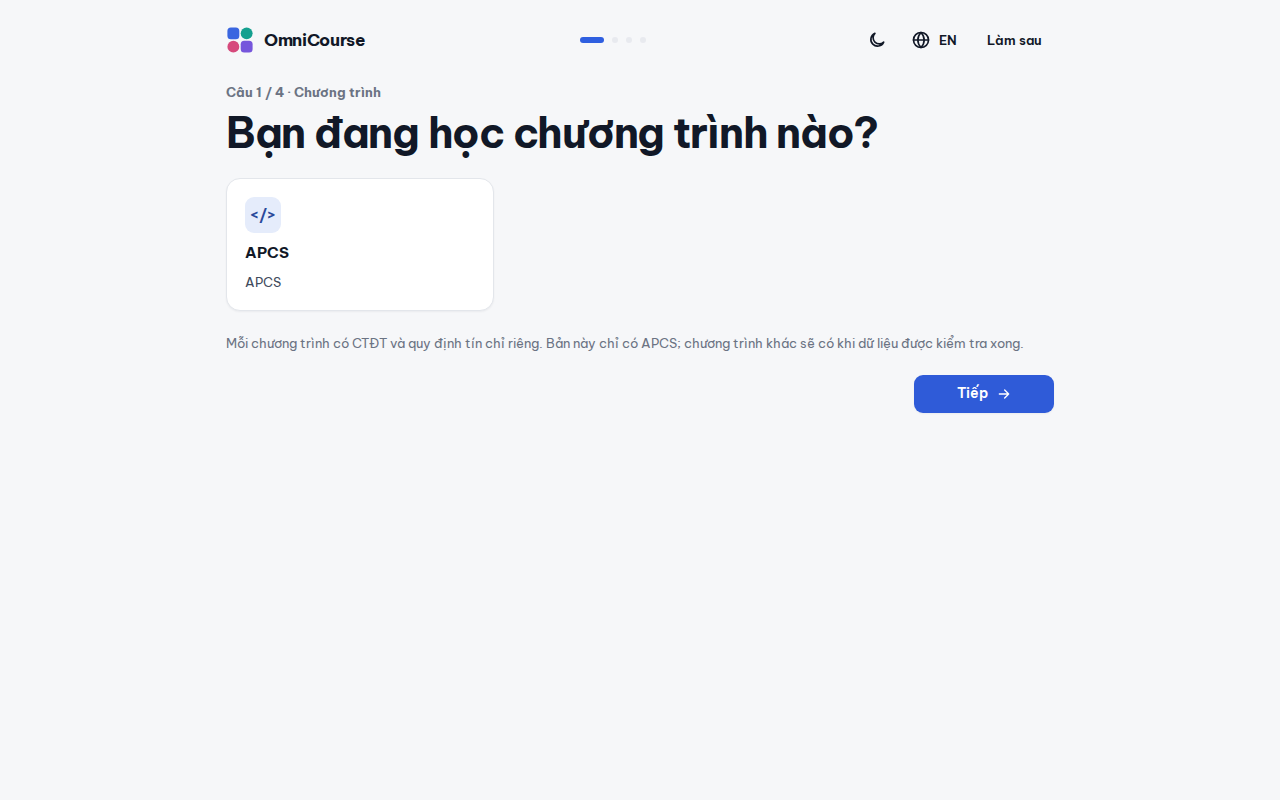 OmniCourse
EN
Làm sau
Câu 1 / 4 · Chương trình
Bạn đang học chương trình nào?
</>
APCS
APCS
Mỗi chương trình có CTĐT và quy định tín chỉ riêng. Bản này chỉ có APCS; chương trình khác sẽ có khi dữ liệu được kiểm tra xong.
Tiếp →